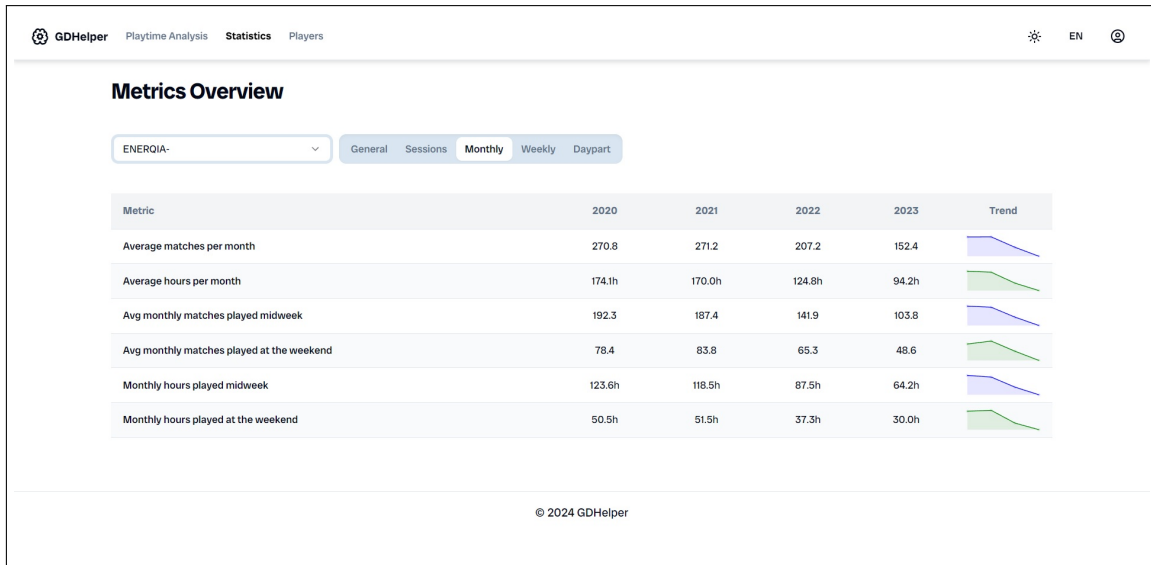 GDHelper Playtime Analysis Statistics Players EN
Metrics Overview
ENERQIA- General Sessions Monthly Weekly Daypart
Metric 2020 2021 2022 2023 Trend
Average matches per month 270.8 271.2 207.2 152.4
Average hours per month 174.1h 170.0h 124.8h 94.2h
Avg monthly matches played midweek 192.3 187.4 141.9 103.8
Avg monthly matches played at the weekend 78.4 83.8 65.3 48.6
Monthly hours played midweek 123.6h 118.5h 87.5h 64.2h
Monthly hours played at the weekend 50.5h 51.5h 37.3h 30.0h
© 2024 GDHelper